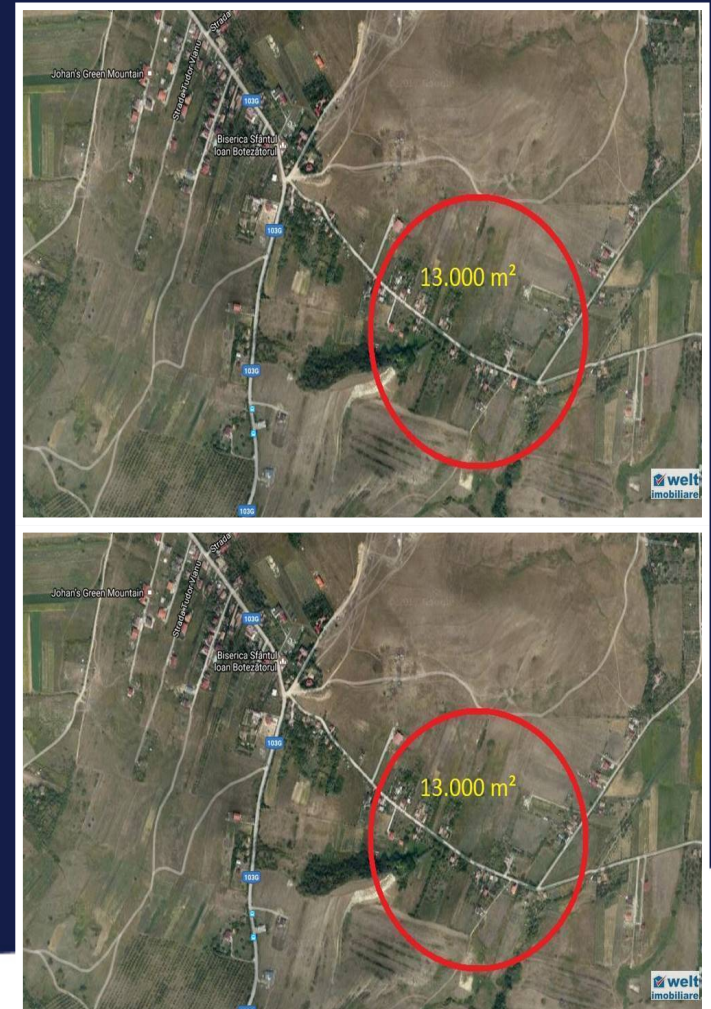 Strada
Johan's Green Mountain
Strada Tudor Vianu
103G
Biserica Sfântul
Ioan Botezătorul
103G
13.000 m²
103G
welt
imobiliare
103G
Strada
Johan's Green Mountain
Strada Tudor Vianu
103G
Biserica Sfântul
Ioan Botezătorul
103G
13.000 m²
103G
welt
imobiliare